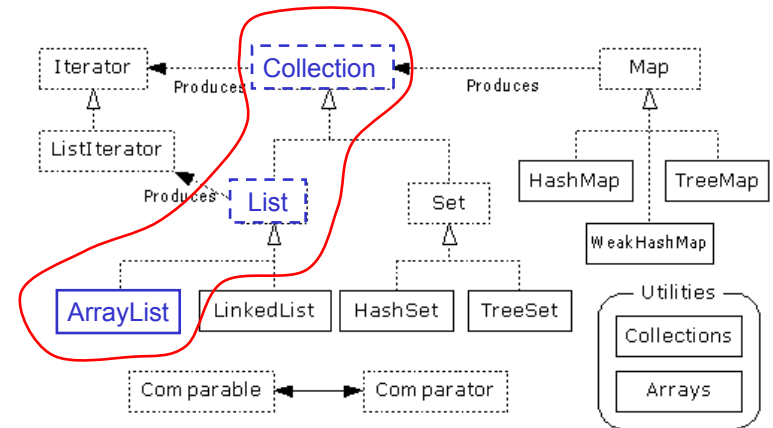 Iterator
Produces
Collection
Produces
Map
ListIterator
Produces
List
Set
HashMap
TreeMap
WeakHashMap
ArrayList
LinkedList
HashSet
TreeSet
Utilities
Collections
Arrays
Comparable
Comparator